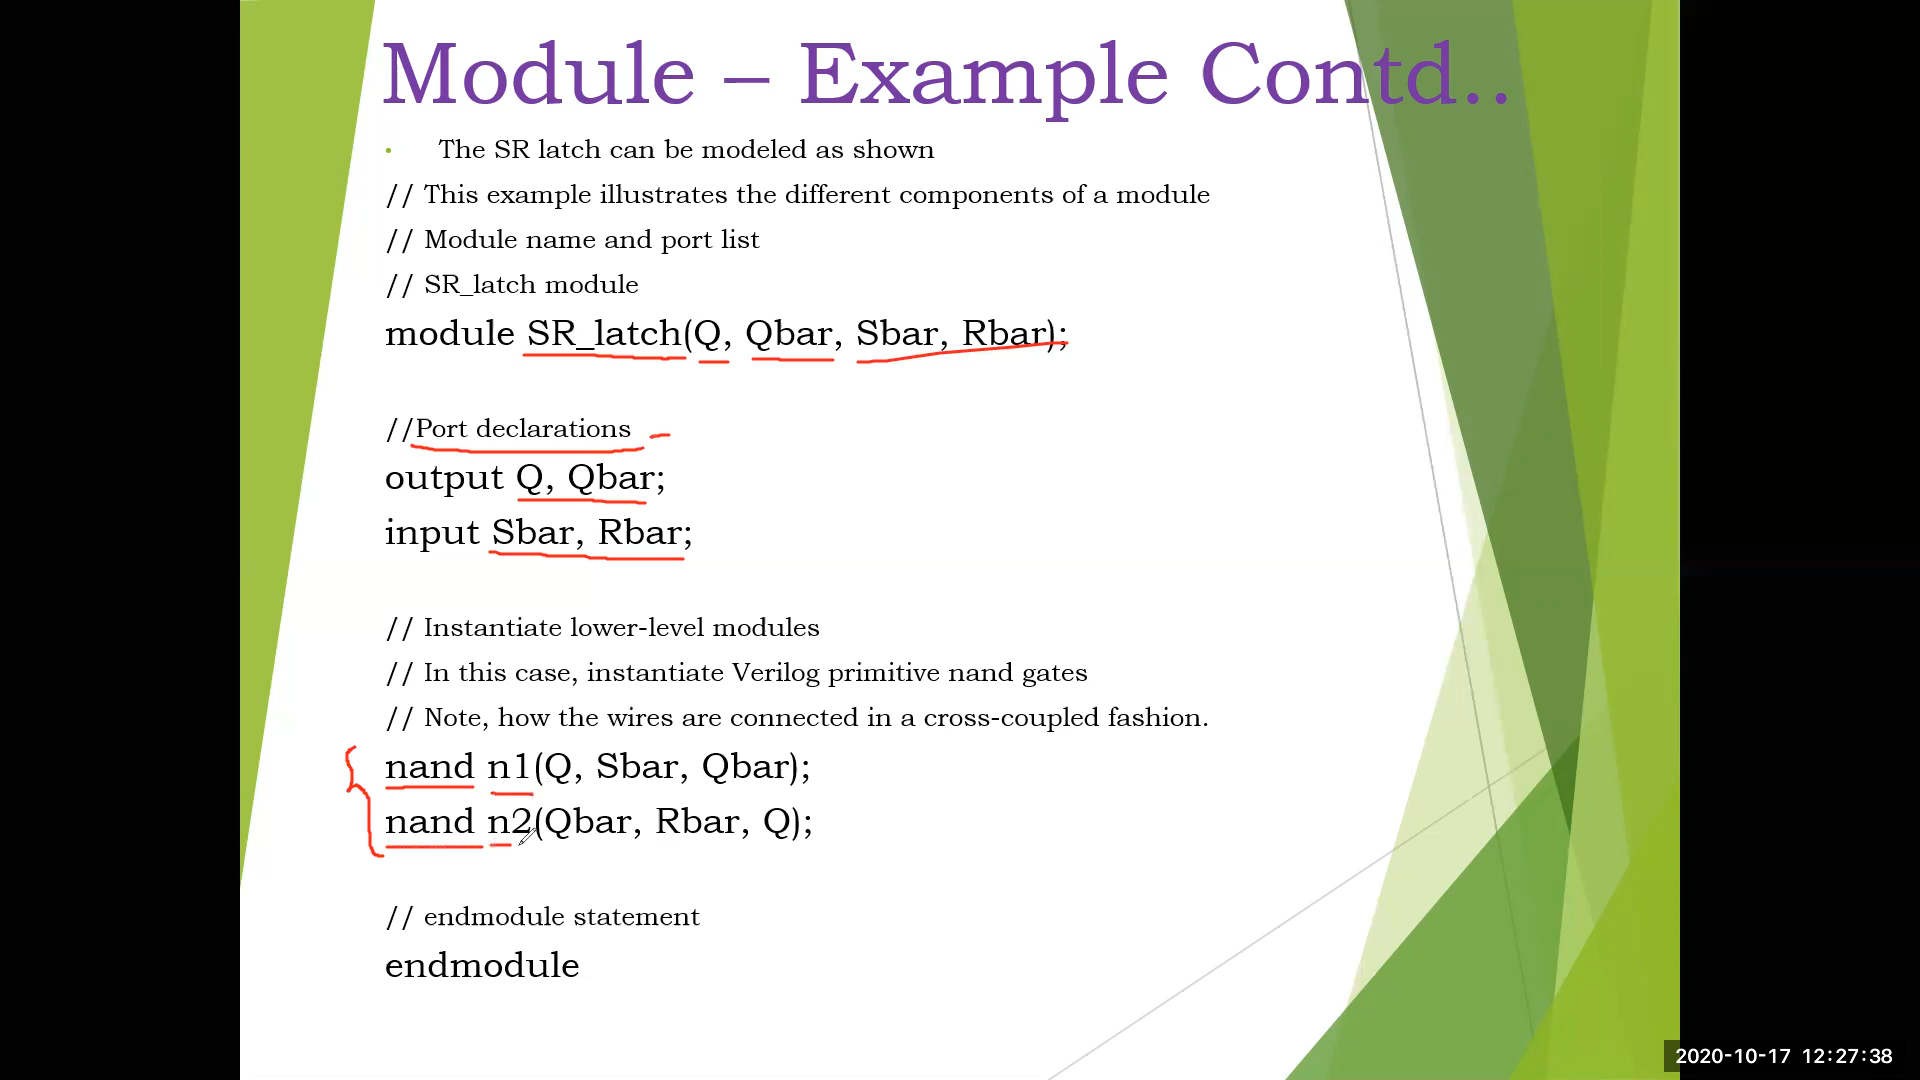 Module – Example Contd..
• The SR latch can be modeled as shown
// This example illustrates the different components of a module
// Module name and port list
// SR_latch module
module SR_latch(Q, Qbar, Sbar, Rbar);
//Port declarations
output Q, Qbar;
input Sbar, Rbar;
// Instantiate lower-level modules
// In this case, instantiate Verilog primitive nand gates
// Note, how the wires are connected in a cross-coupled fashion.
nand n1(Q, Sbar, Qbar);
nand n2(Qbar, Rbar, Q);
// endmodule statement
endmodule
2020-10-17 12:27:38